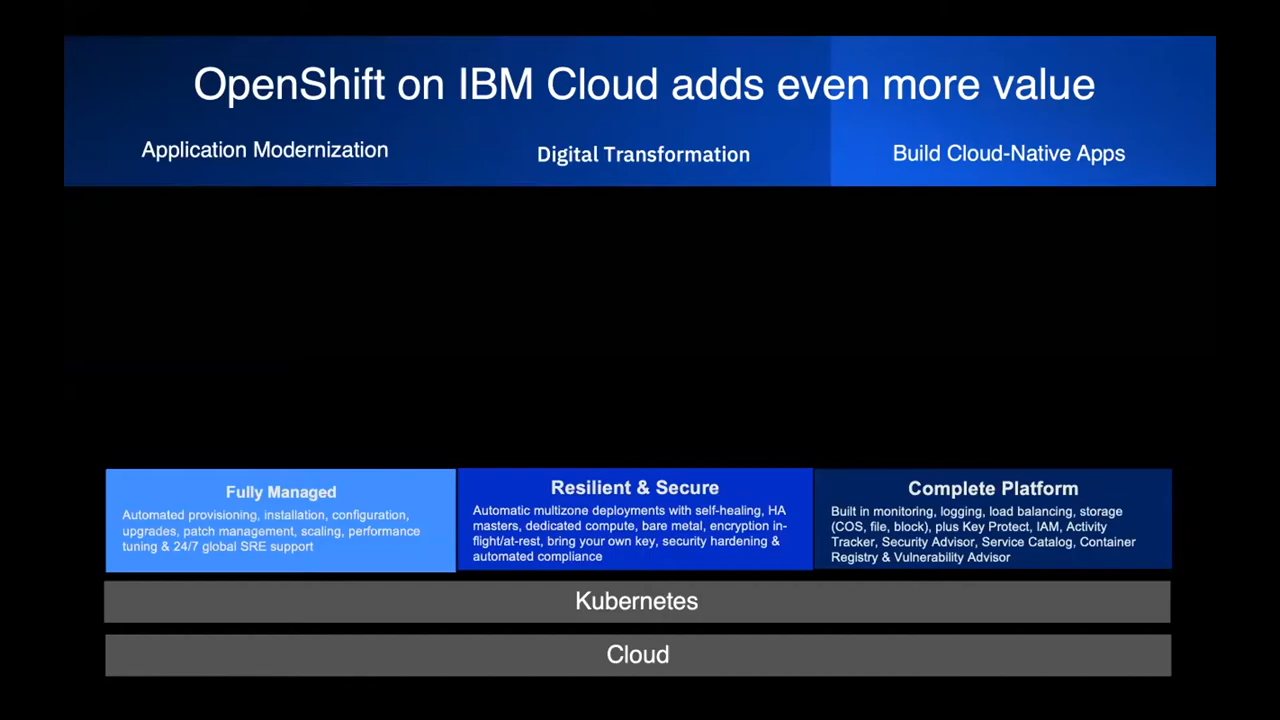 OpenShift on IBM Cloud adds even more value
Application Modernization
Digital Transformation
Build Cloud-Native Apps
Fully Managed
Automated provisioning, installation, configuration,
upgrades, patch management, scaling, performance
tuning & 24/7 global SRE support
Resilient & Secure
Automatic multizone deployments with self-healing, HA
masters, dedicated compute, bare metal, encryption in-
flight/at-rest, bring your own key, security hardening &
automated compliance
Complete Platform
Built in monitoring, logging, load balancing, storage
(COS, file, block), plus Key Protect, IAM, Activity
Tracker, Security Advisor, Service Catalog, Container
Registry & Vulnerability Advisor
Kubernetes
Cloud